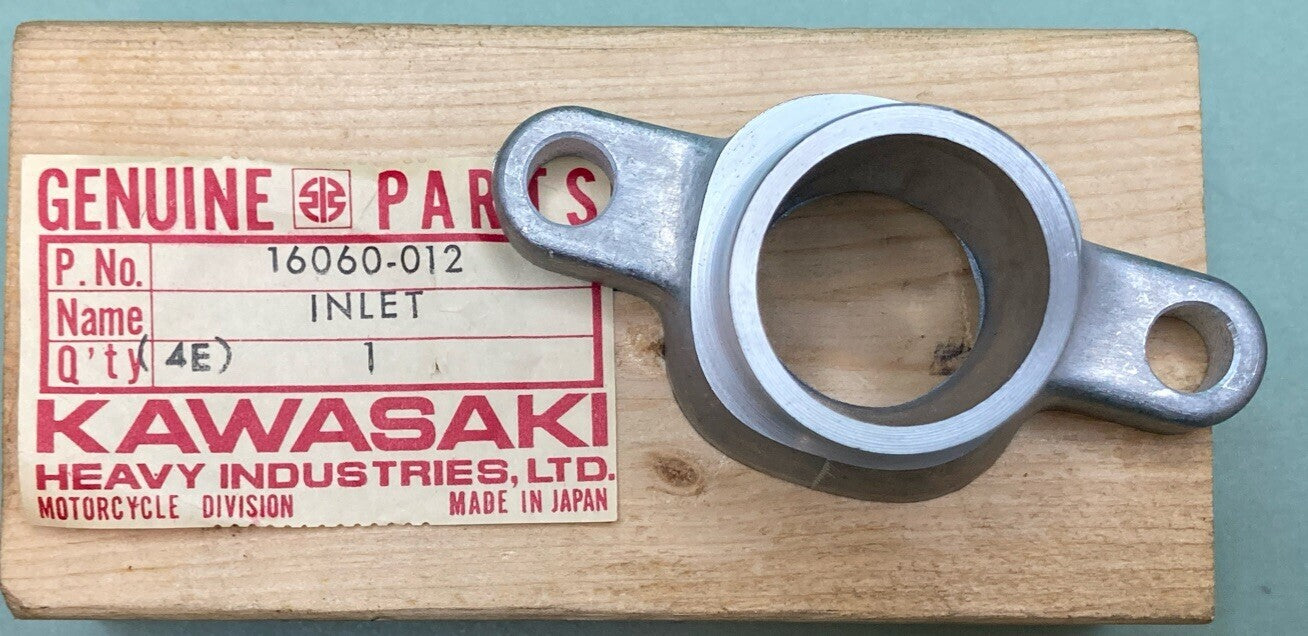 GENUINE PARTS
P. No. 16060-012
Name INLET
Q'ty (4E) 1
KAWASAKI
HEAVY INDUSTRIES, LTD.
MOTORCYCLE DIVISION MADE IN JAPAN